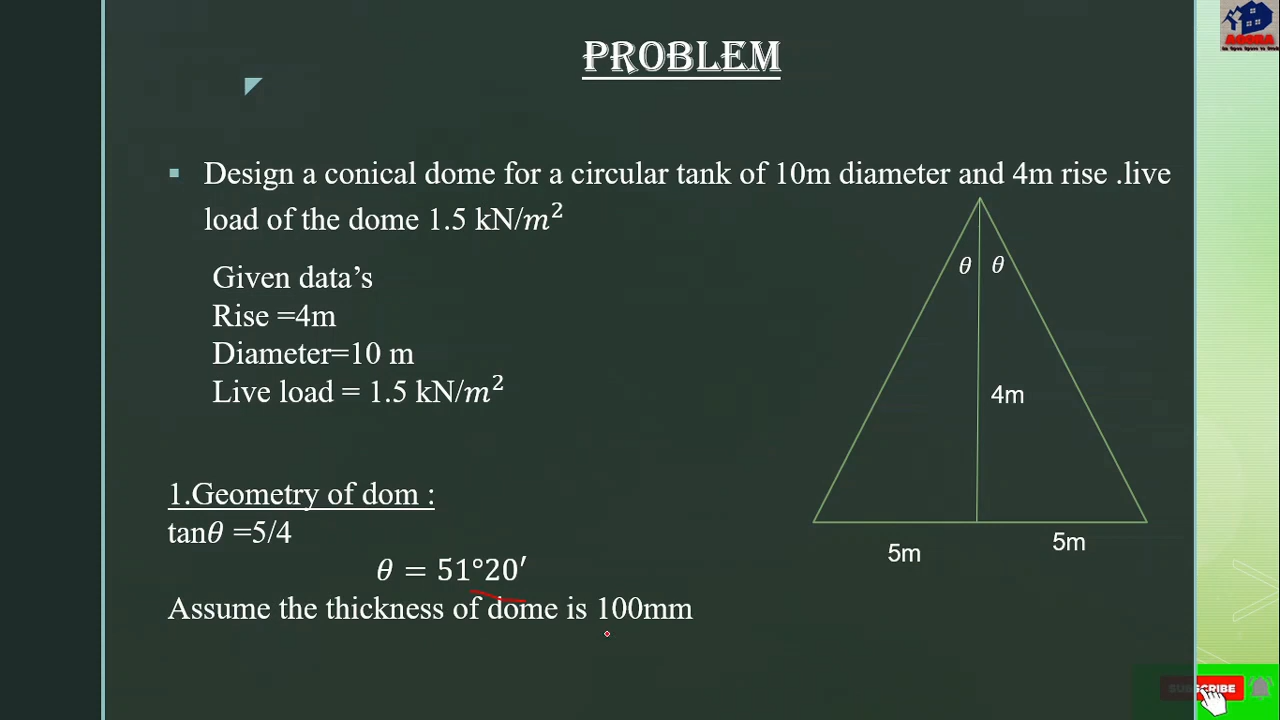 PROBLEM
▪ Design a conical dome for a circular tank of 10m diameter and 4m rise .live
load of the dome 1.5 kN/m²
Given data's
Rise =4m
Diameter=10 m
Live load = 1.5 kN/m²
θ θ
4m
5m
5m
1.Geometry of dom :
tanθ =5/4
θ = 51°20′
Assume the thickness of dome is 100mm
SUBSCRIBE